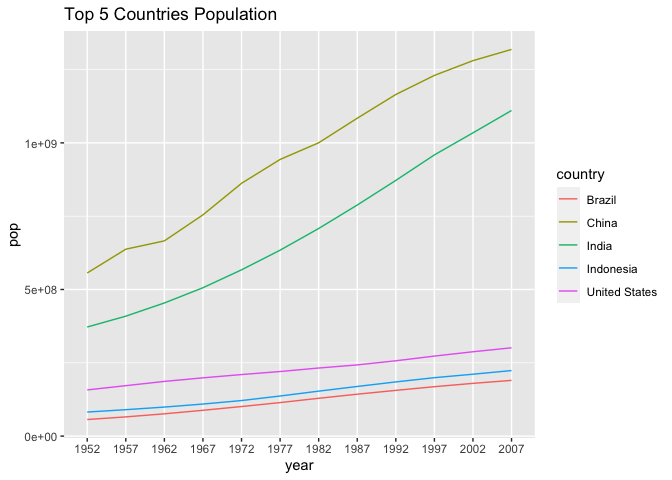 Top 5 Countries Population
pop
1e+09
5e+08
0e+00
1952 1957 1962 1967 1972 1977 1982 1987 1992 1997 2002 2007
year
country
Brazil
China
India
Indonesia
United States